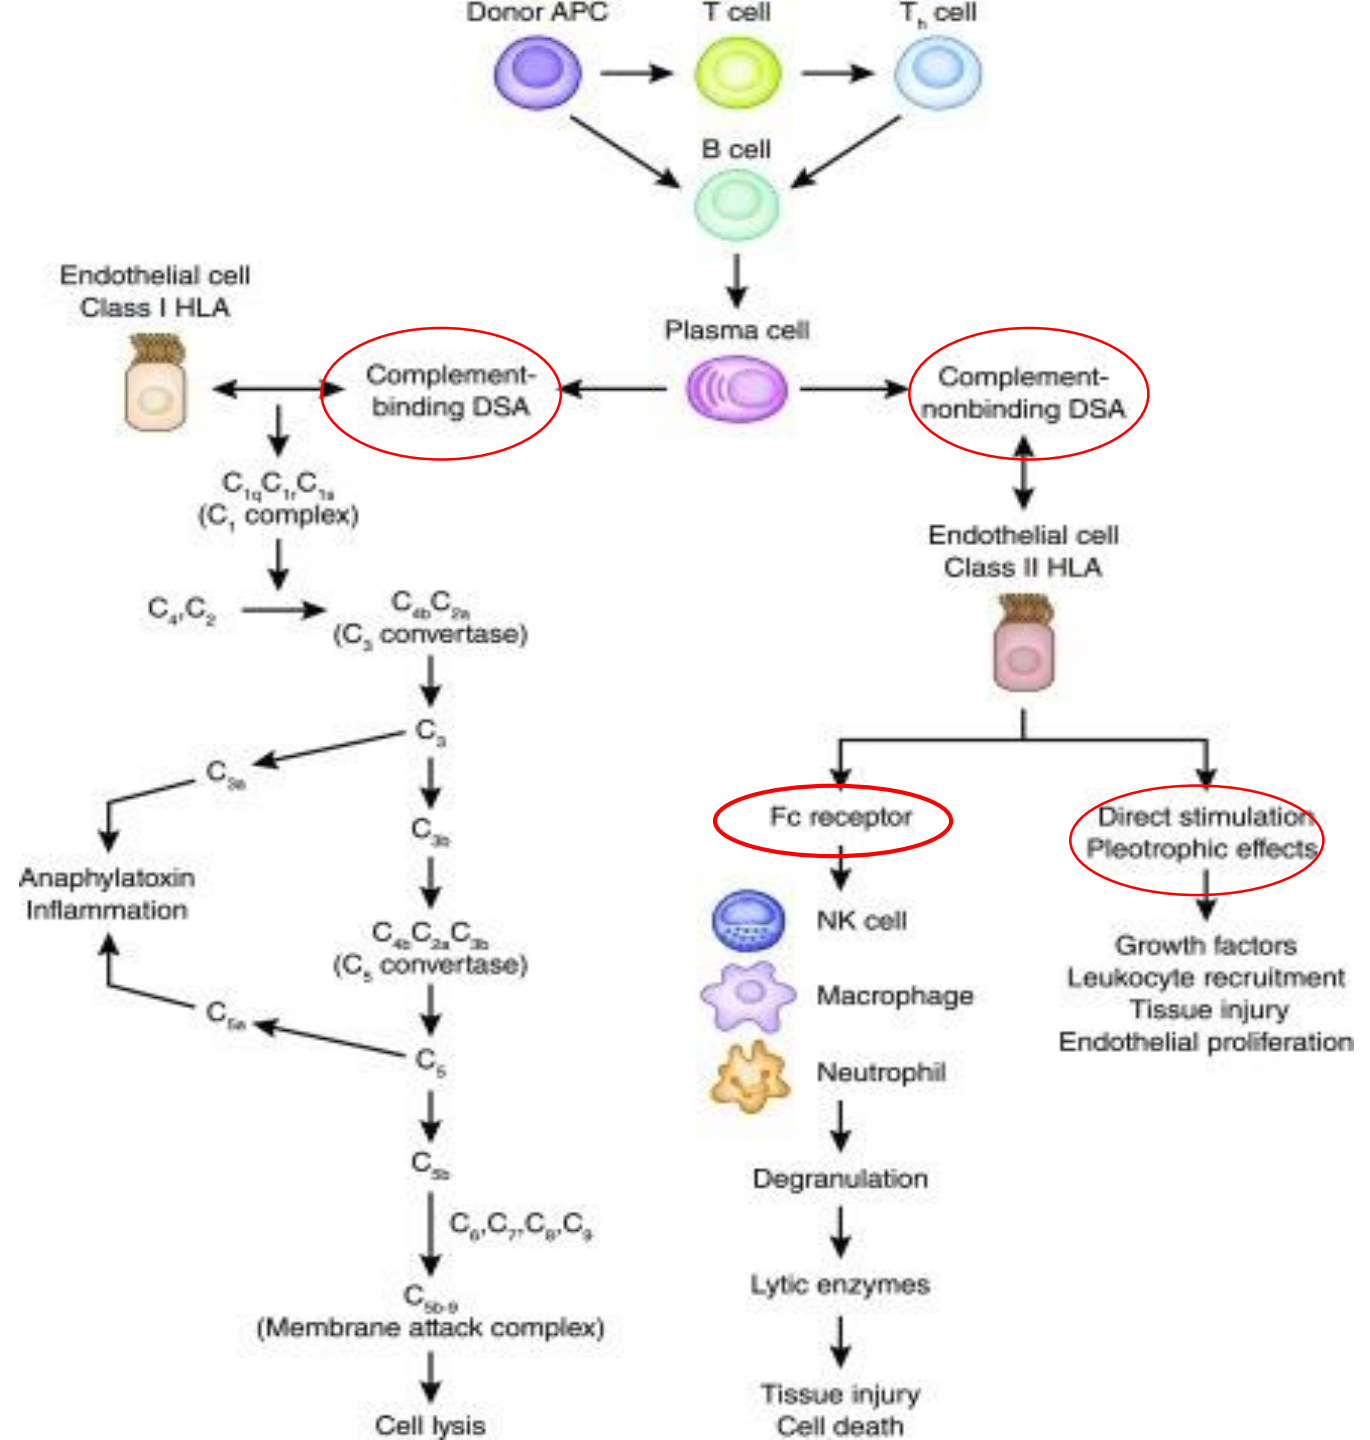 Donor APC
T cell
Tₕ cell
B cell
Endothelial cell
Class I HLA
Plasma cell
Complement-
binding DSA
Complement-
nonbinding DSA
C₁qC₁rC₁s
(C₁ complex)
Endothelial cell
Class II HLA
C₄,C₂
C₄bC₂a
(C₃ convertase)
C₃
C₃a
C₃b
Anaphylatoxin
Inflammation
C₄bC₂aC₃b
(C₅ convertase)
C₅a
C₅
C₅b
C₆,C₇,C₈,C₉
C₅b-₉
(Membrane attack complex)
Cell lysis
Fc receptor
NK cell
Macrophage
Neutrophil
Degranulation
Lytic enzymes
Tissue injury
Cell death
Direct stimulation
Pleotrophic effects
Growth factors
Leukocyte recruitment
Tissue injury
Endothelial proliferation